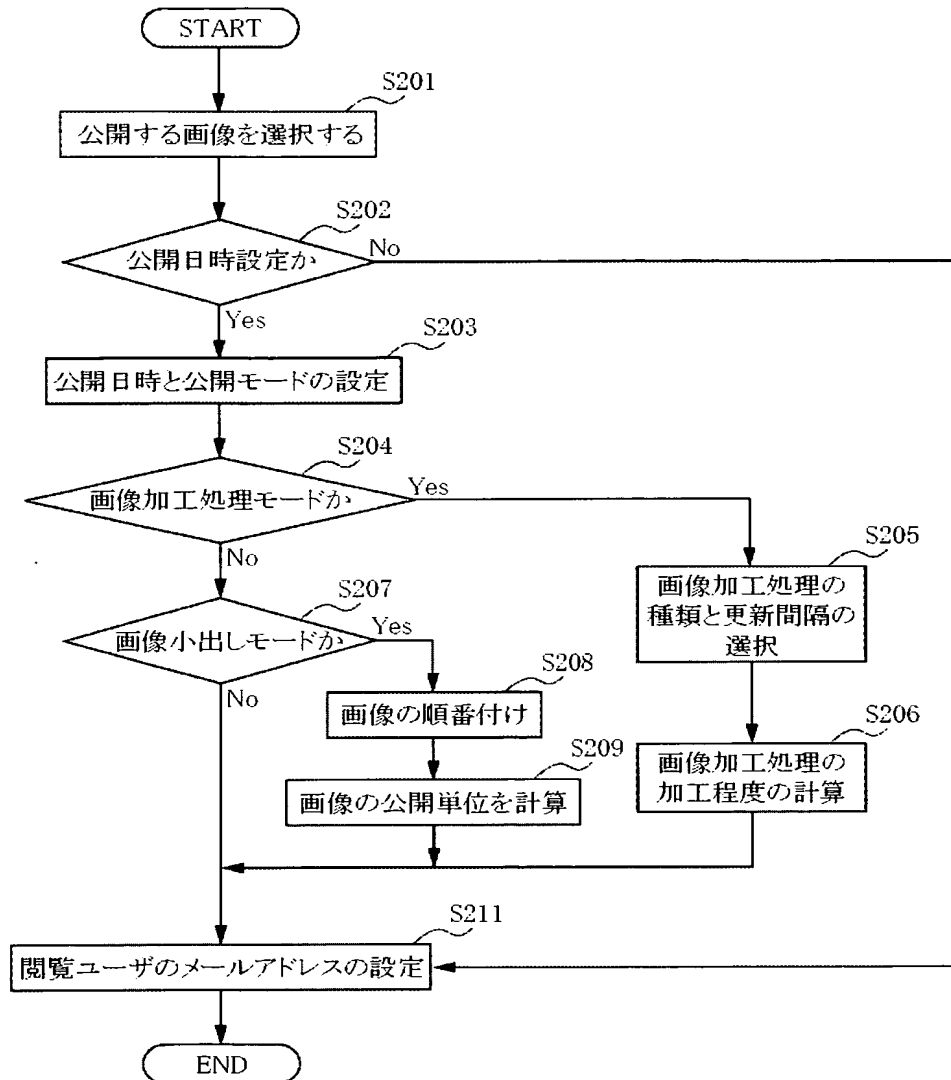 START
S201
公開する画像を選択する
S202
公開日時設定か
No
Yes
S203
公開日時と公開モードの設定
S204
画像加工処理モードか
Yes
No
S205
画像加工処理の
種類と更新間隔の
選択
S207
画像小出しモードか
Yes
No
S208
画像の順番付け
S206
画像加工処理の
加工程度の計算
S209
画像の公開単位を計算
S211
閲覧ユーザのメールアドレスの設定
END